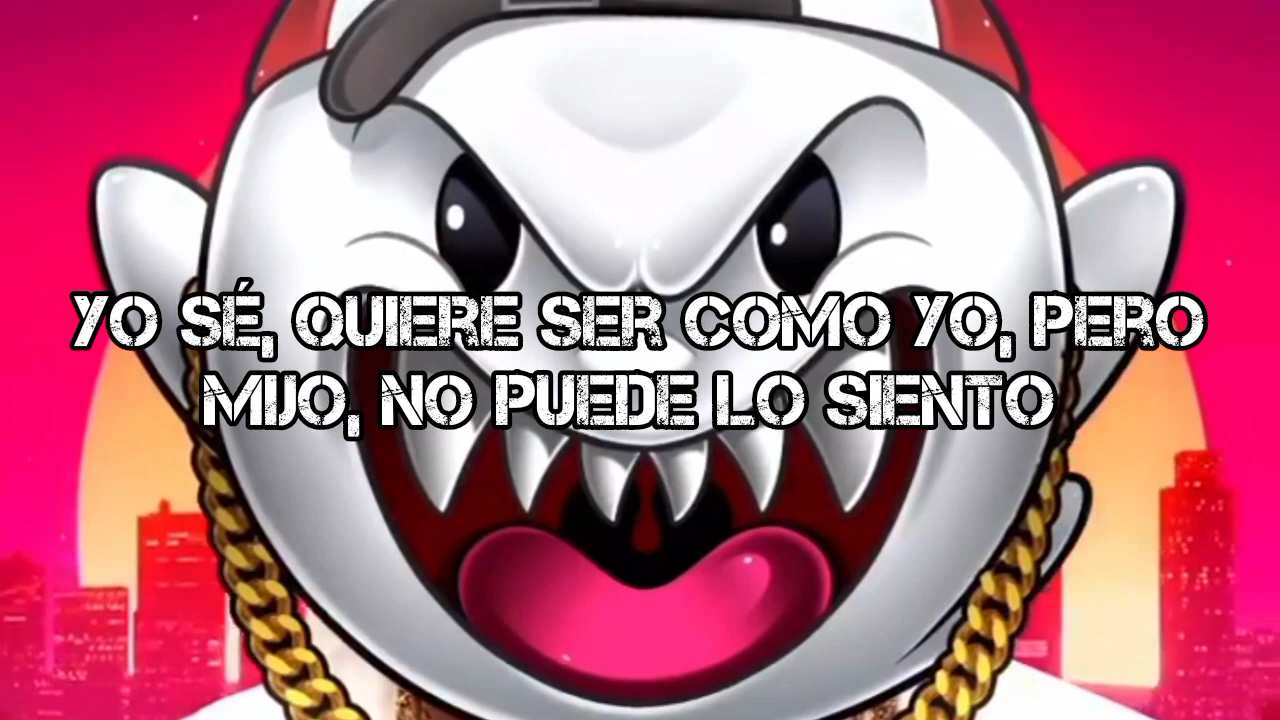 YO SÉ, QUIERE SER COMO YO, PERO
MIJO, NO PUEDE LO SIENTO